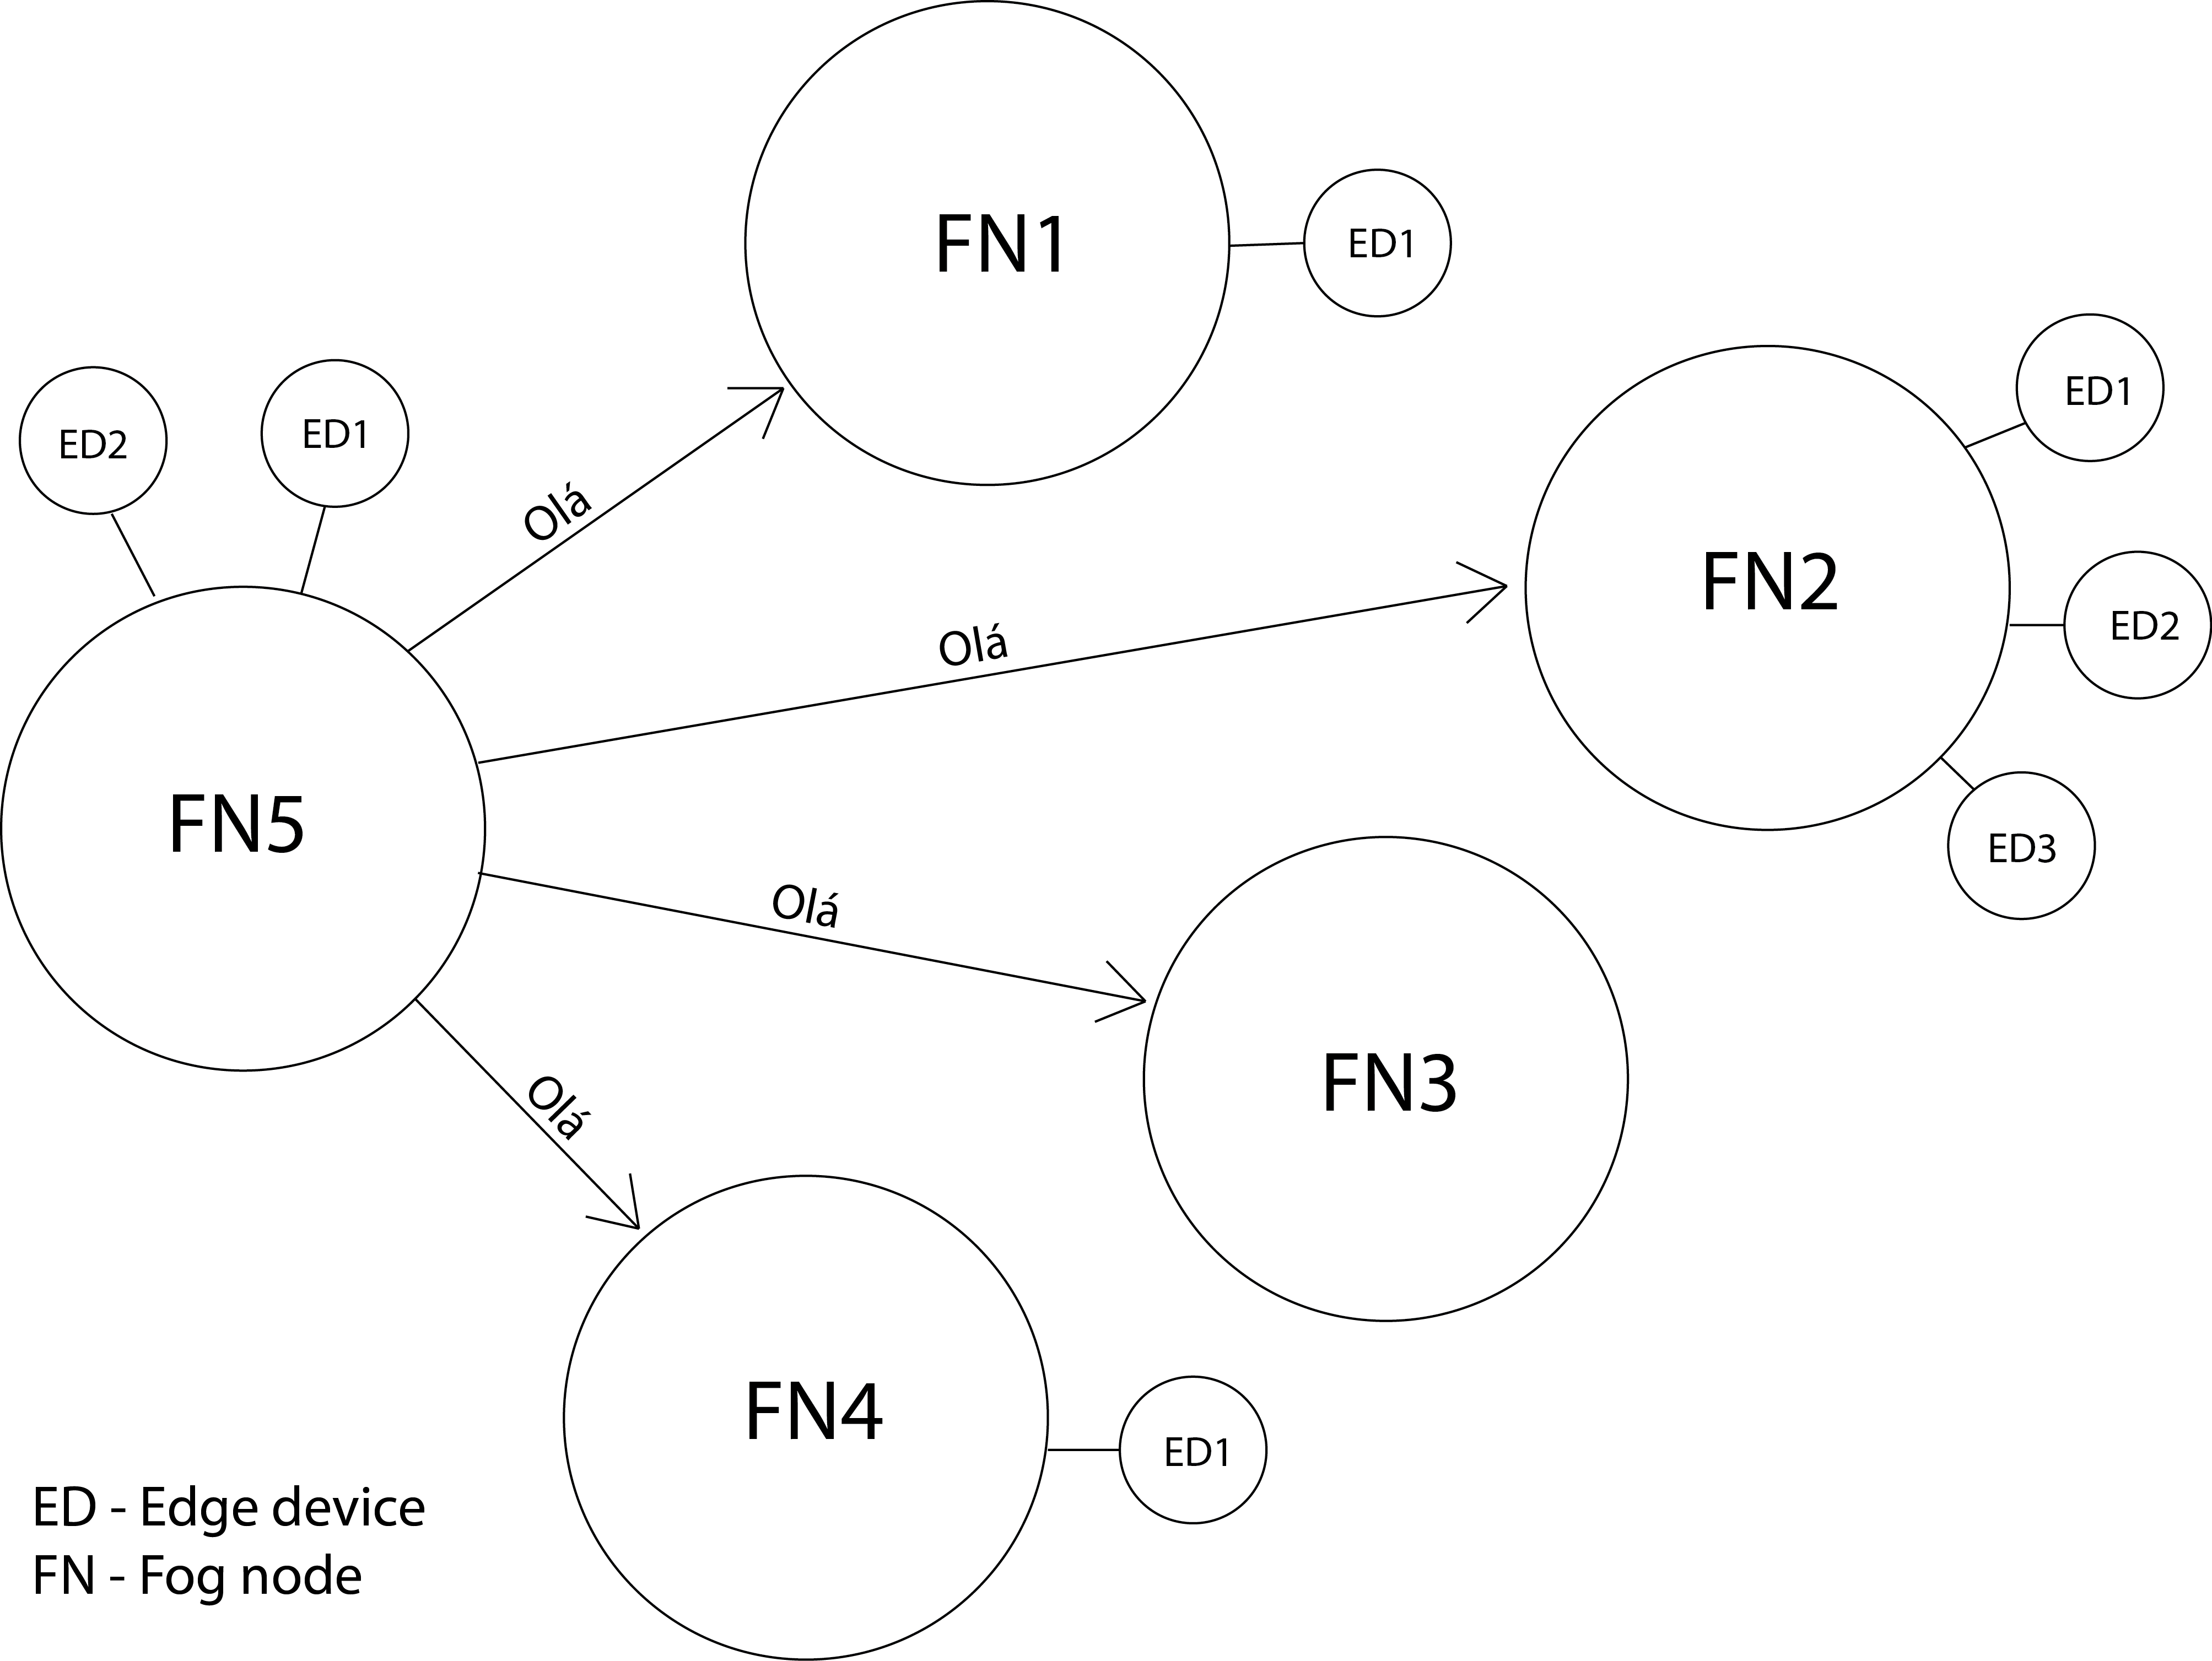 FN1
ED1
ED1
ED2
ED1
Olá
FN2
ED2
Olá
FN5
ED3
Olá
FN3
Olá
FN4
ED1
ED - Edge device
FN - Fog node